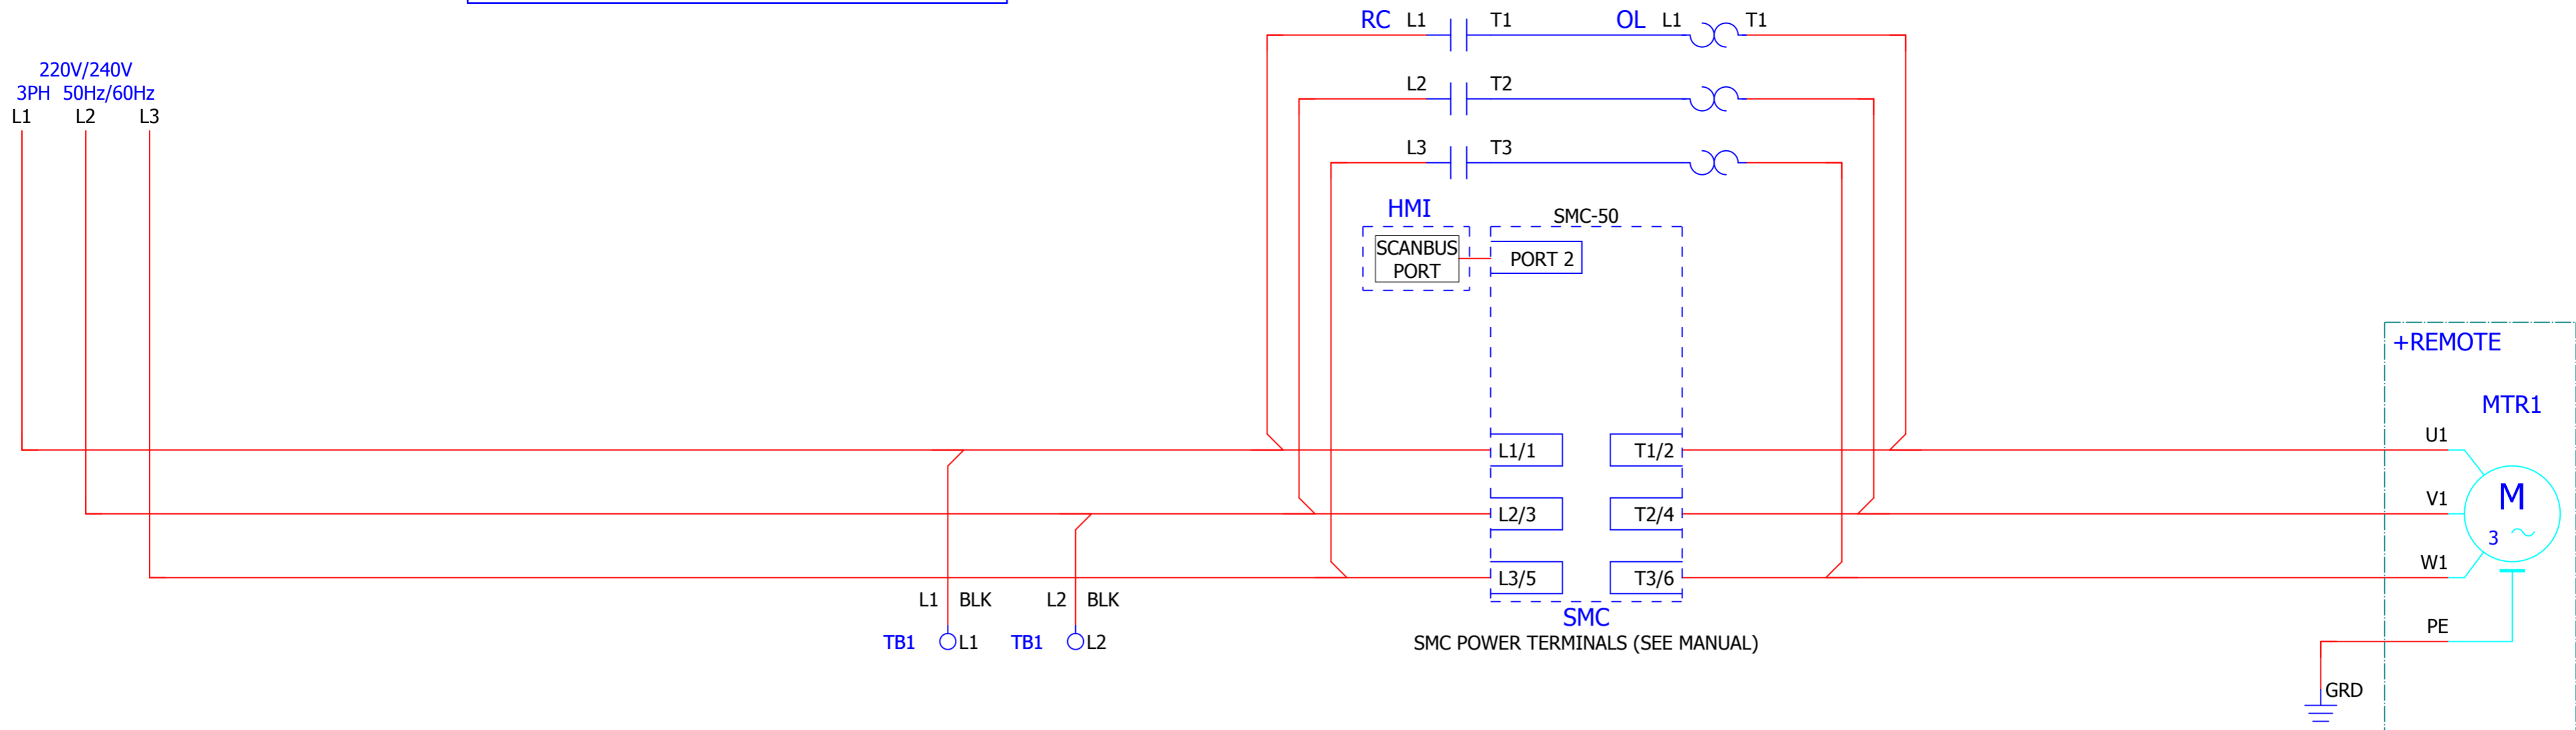 RC L1 T1 OL L1 T1
220V/240V
3PH 50Hz/60Hz
L1 L2 L3
L2 T2
L3 T3
HMI
SCANBUS
PORT
SMC-50
PORT 2
+REMOTE
MTR1
L1/1 T1/2 U1
L2/3 T2/4 V1
M
3
L3/5 T3/6 W1
L1 BLK L2 BLK
SMC
TB1 L1 TB1 L2
SMC POWER TERMINALS (SEE MANUAL)
PE
GRD